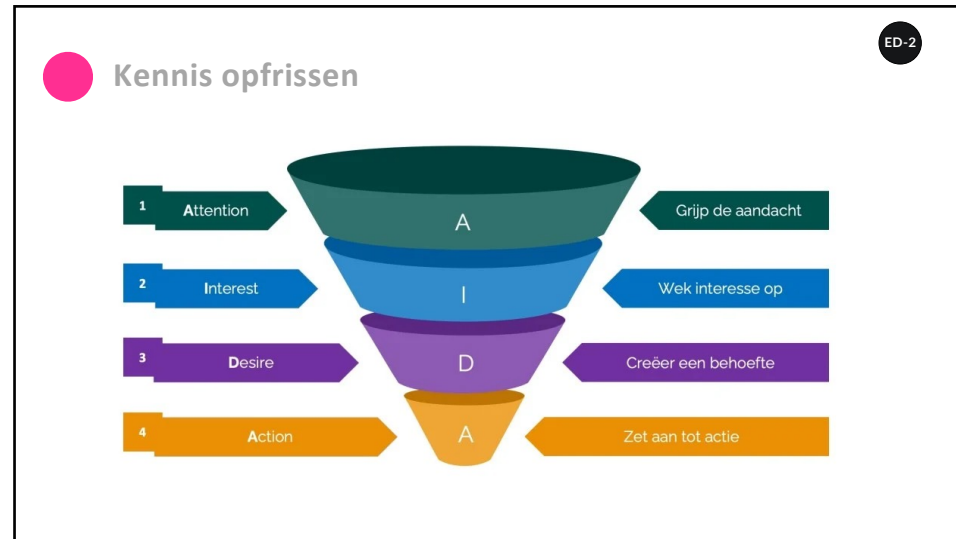 ED-2
Kennis opfrissen
1 Attention A Grijp de aandacht
2 Interest I Wek interesse op
3 Desire D Creëer een behoefte
4 Action A Zet aan tot actie